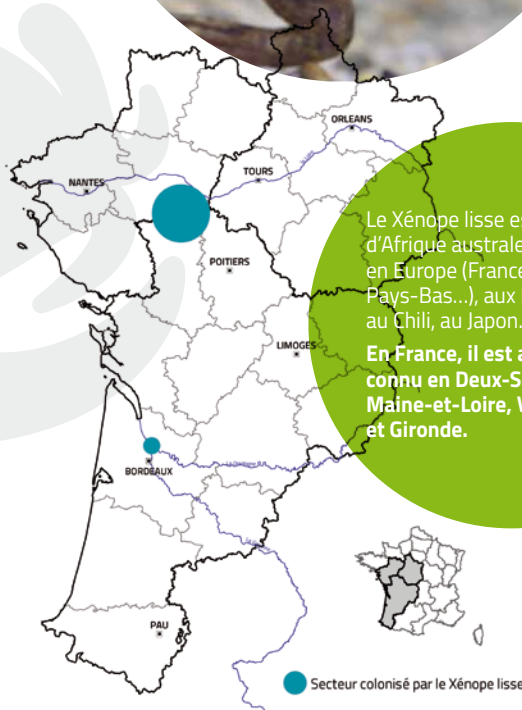 ORLEANS
NANTES
TOURS
POITIERS
LIMOGES
BORDEAUX
PAU
Le Xénope lisse es
d'Afrique australe
en Europe (France
Pays-Bas...), aux
au Chili, au Japon.
En France, il est a
connu en Deux-S
Maine-et-Loire, V
et Gironde.
Secteur colonisé par le Xénope lisse